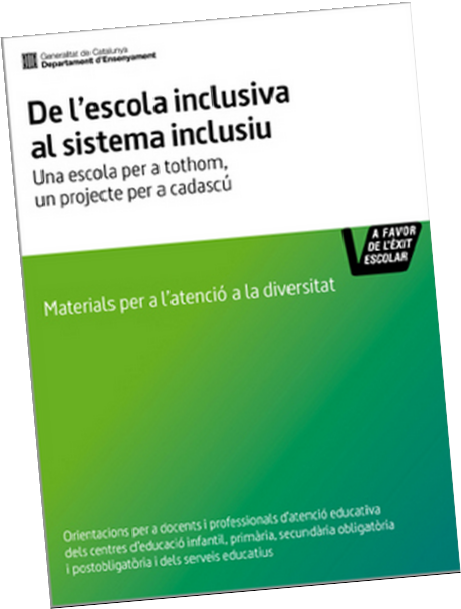 Generalitat de Catalunya
Departament d'Ensenyament
De l'escola inclusiva
al sistema inclusiu
Una escola per a tothom,
un projecte per a cadascú
A FAVOR
DE L'ÈXIT
ESCOLAR
Materials per a l'atenció a la diversitat
Orientacions per a docents i professionals d'atenció educativa
dels centres d'educació infantil, primària, secundària obligatòria
i postobligatòria i dels serveis educatius